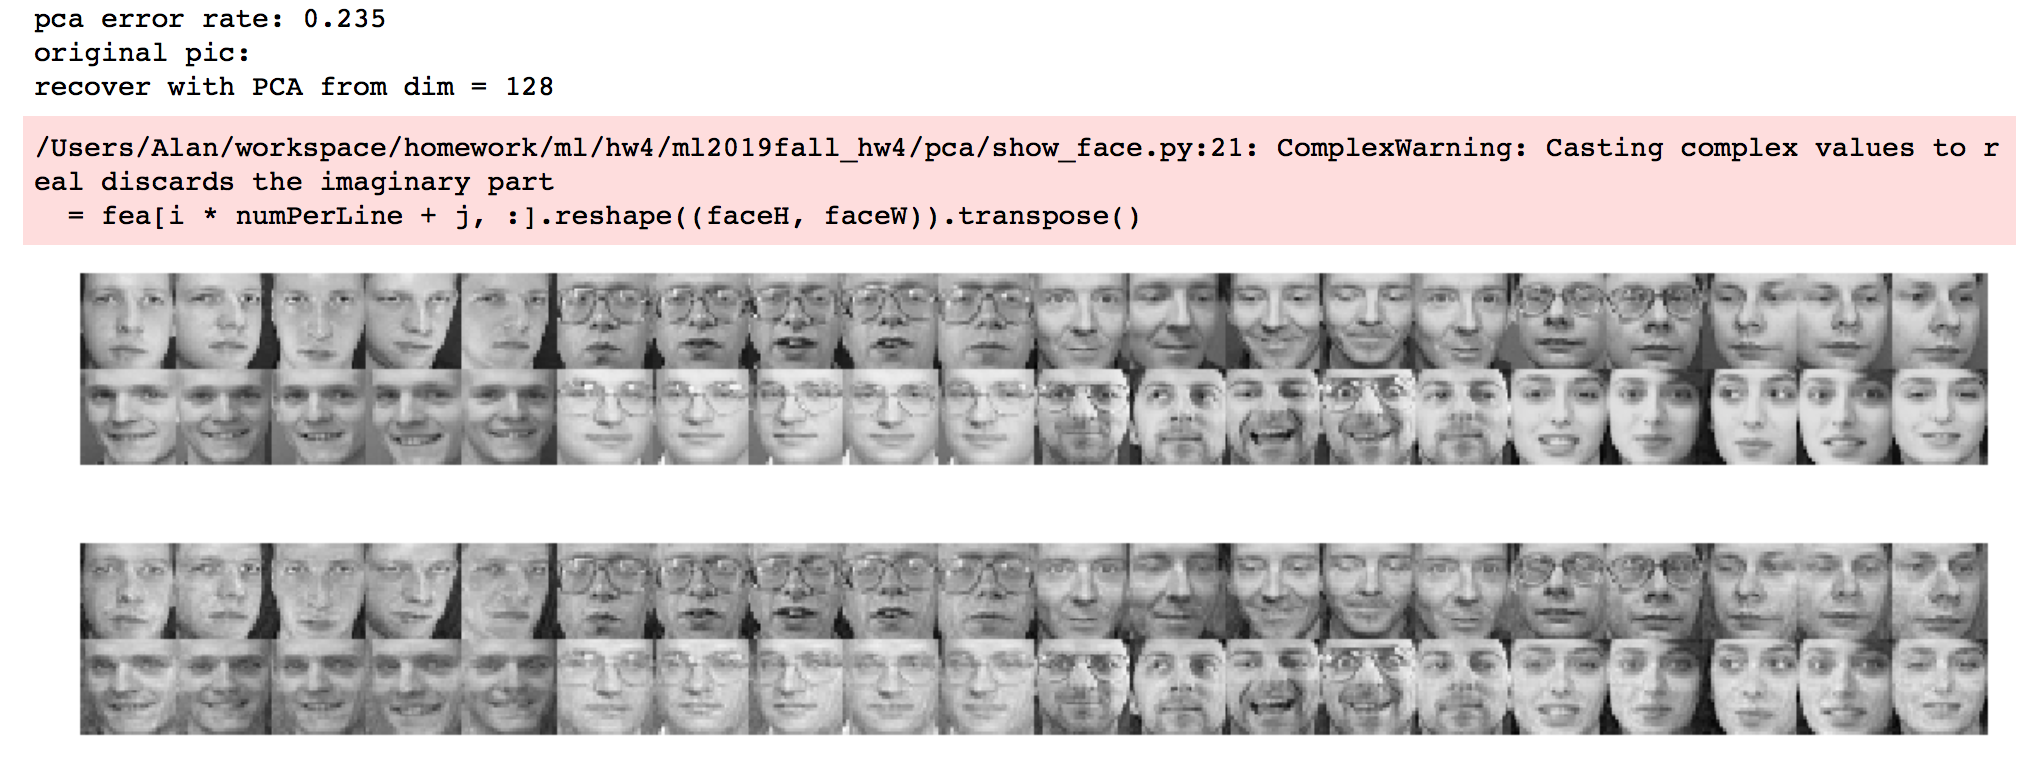 pca error rate: 0.235
original pic:
recover with PCA from dim = 128
/Users/Alan/workspace/homework/ml/hw4/ml2019fall_hw4/pca/show_face.py:21: ComplexWarning: Casting complex values to r
eal discards the imaginary part
  = fea[i * numPerLine + j, :].reshape((faceH, faceW)).transpose()